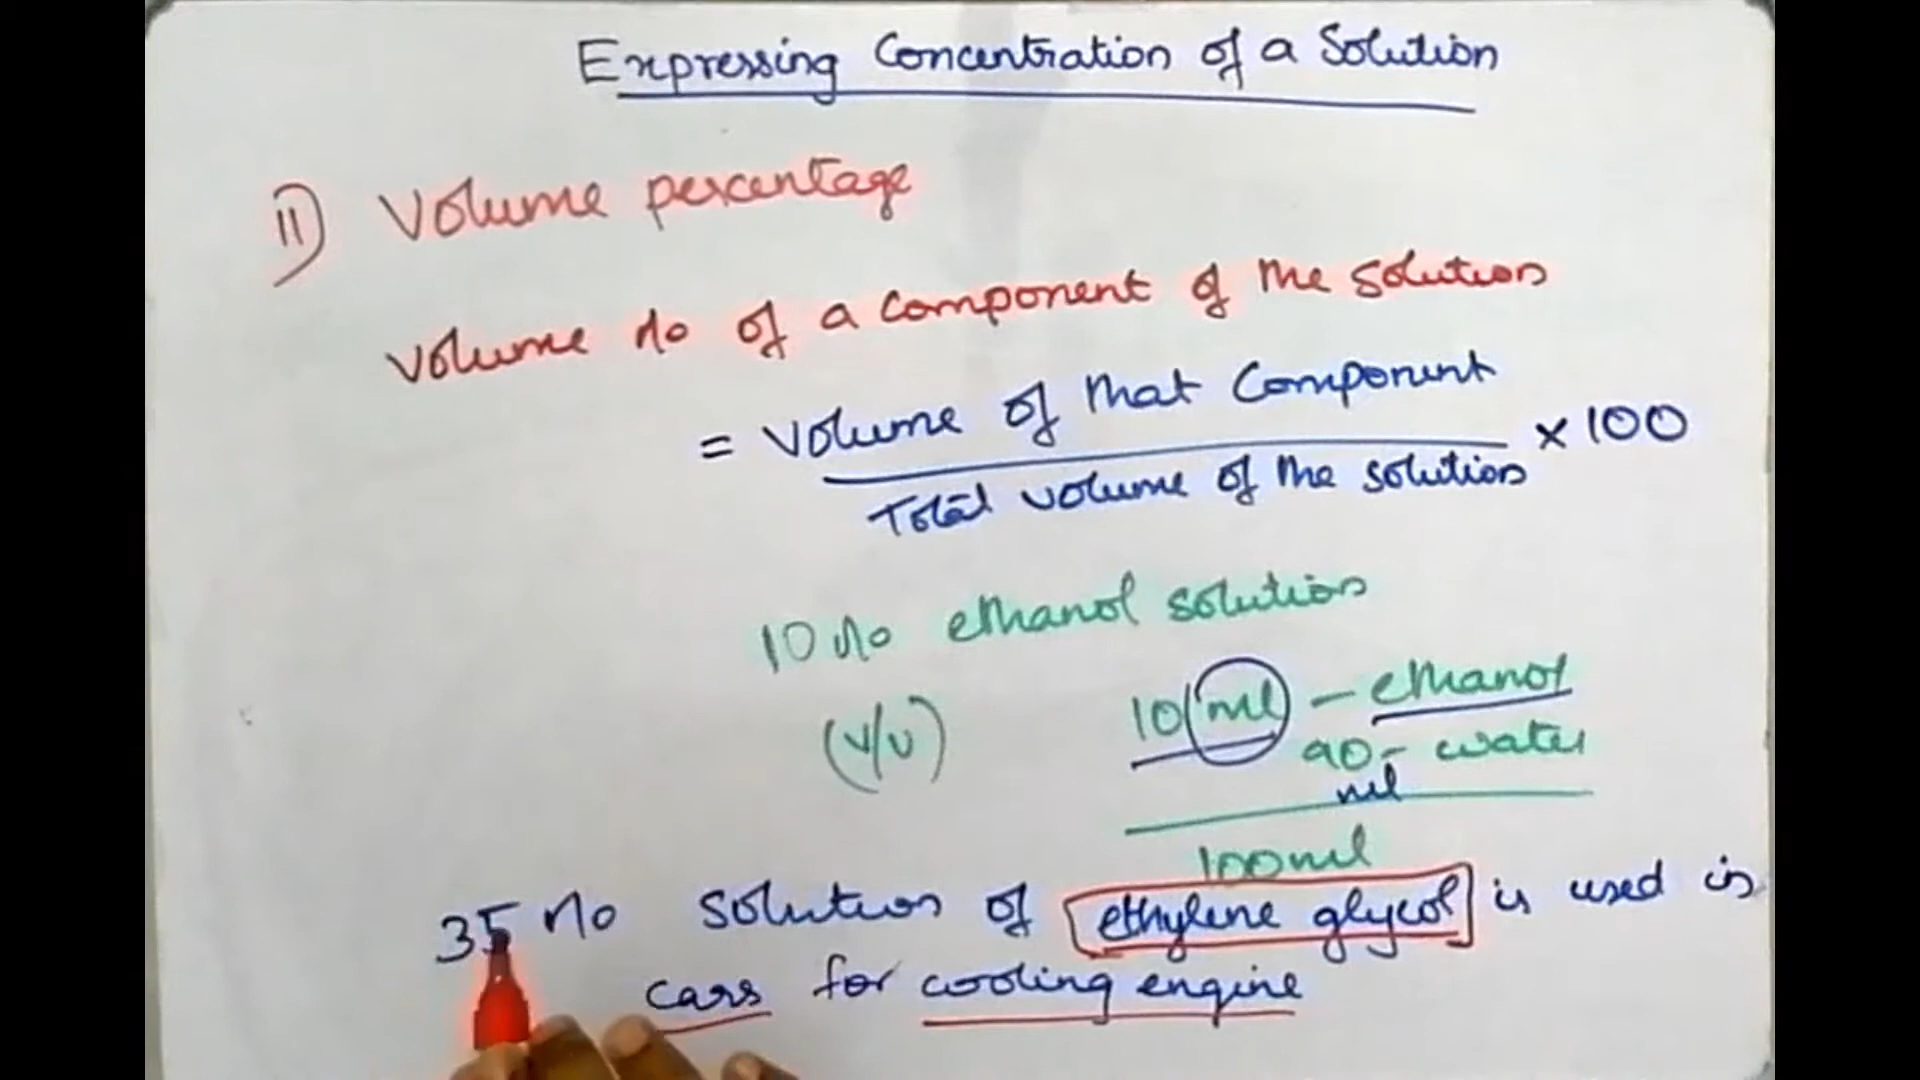 Expressing Concentration of a Solution
ii) Volume percentage
Volume % of a component of the solution
= Volume of that component × 100
Total volume of the solution
10 % ethanol solution
(v/v)
10 ml - ethanol
90 - water
ml
100 ml
35 % solution of ethylene glycol is used in
cars for cooling engine